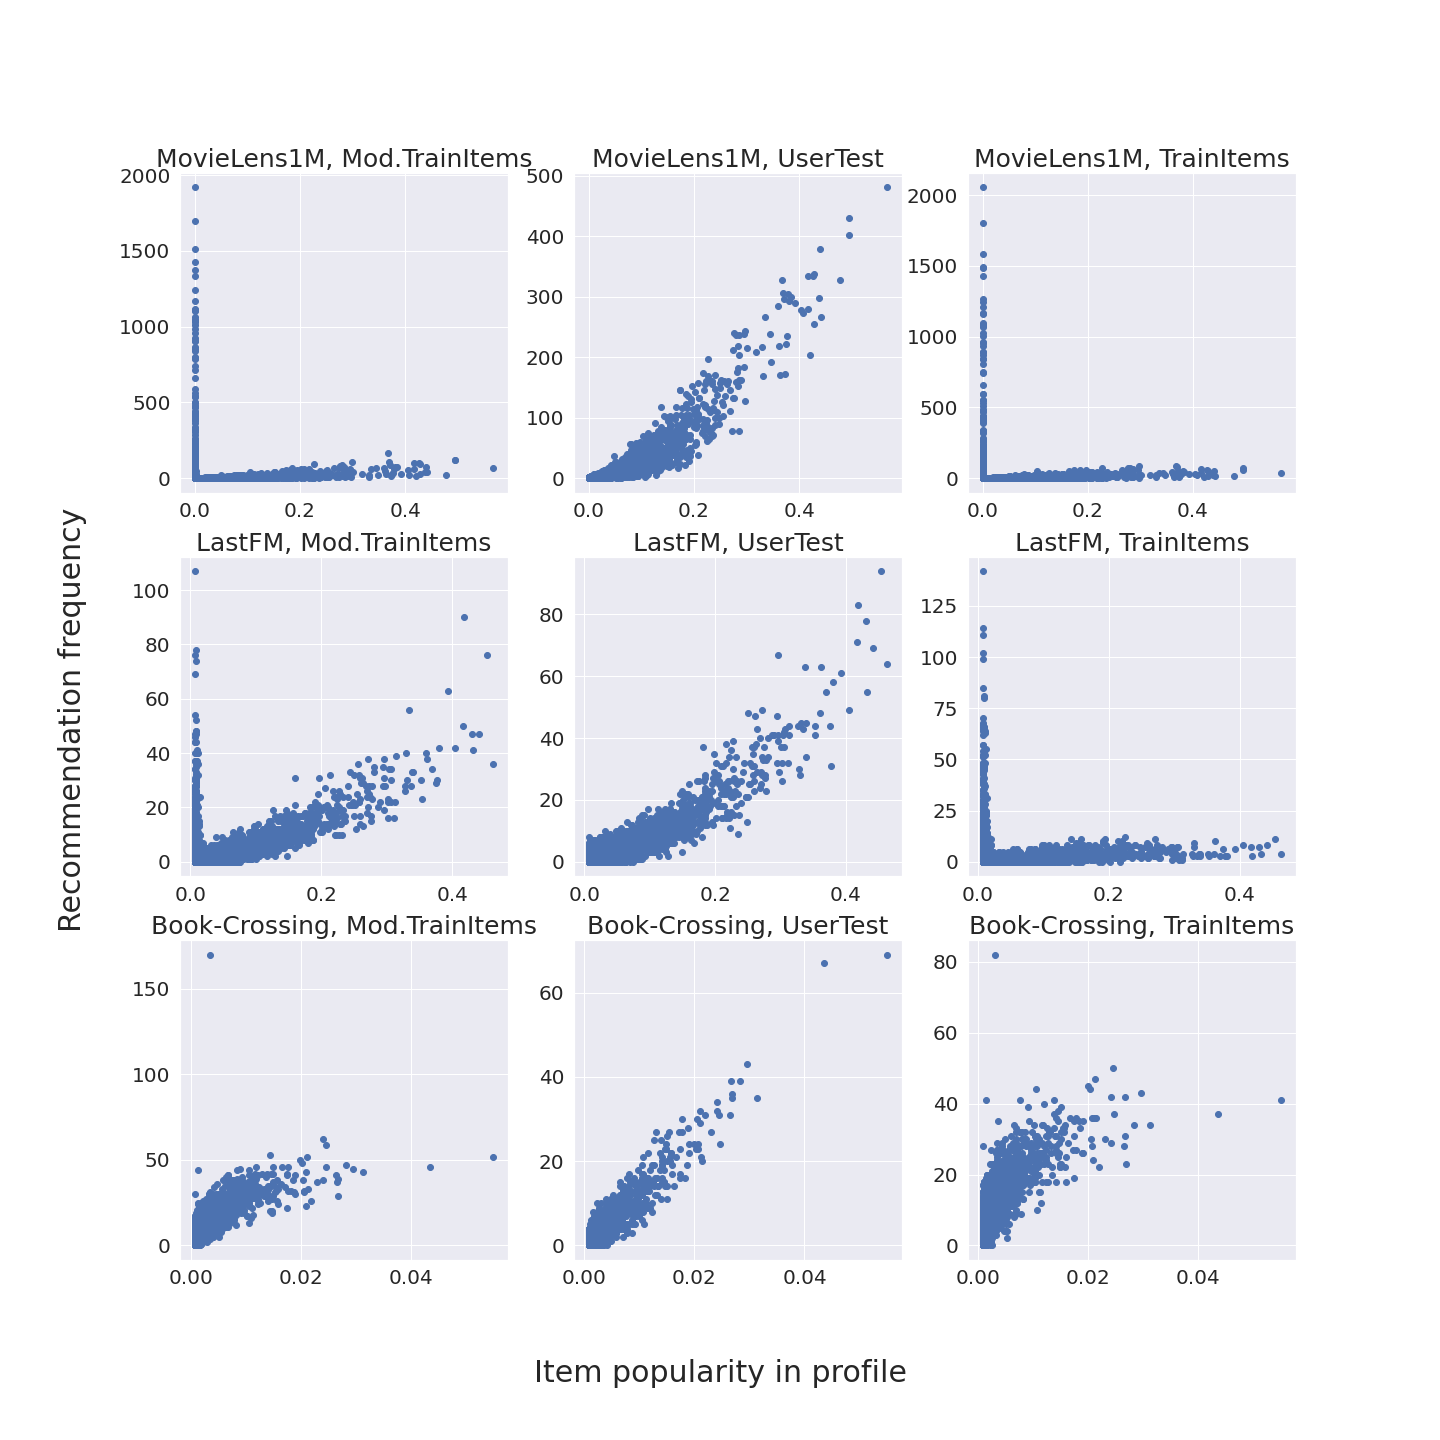 MovieLens1M, Mod.TrainItems
MovieLens1M, UserTest
MovieLens1M, TrainItems
2000
1500
1000
500
0
0.0 0.2 0.4
500
400
300
200
100
0
0.0 0.2 0.4
2000
1500
1000
500
0
0.0 0.2 0.4
Recommendation frequency
LastFM, Mod.TrainItems
LastFM, UserTest
LastFM, TrainItems
100
80
60
40
20
0
0.0 0.2 0.4
80
60
40
20
0
0.0 0.2 0.4
125
100
75
50
25
0
0.0 0.2 0.4
Book-Crossing, Mod.TrainItems
Book-Crossing, UserTest
Book-Crossing, TrainItems
150
100
50
0
0.00 0.02 0.04
60
40
20
0
0.00 0.02 0.04
80
60
40
20
0
0.00 0.02 0.04
Item popularity in profile